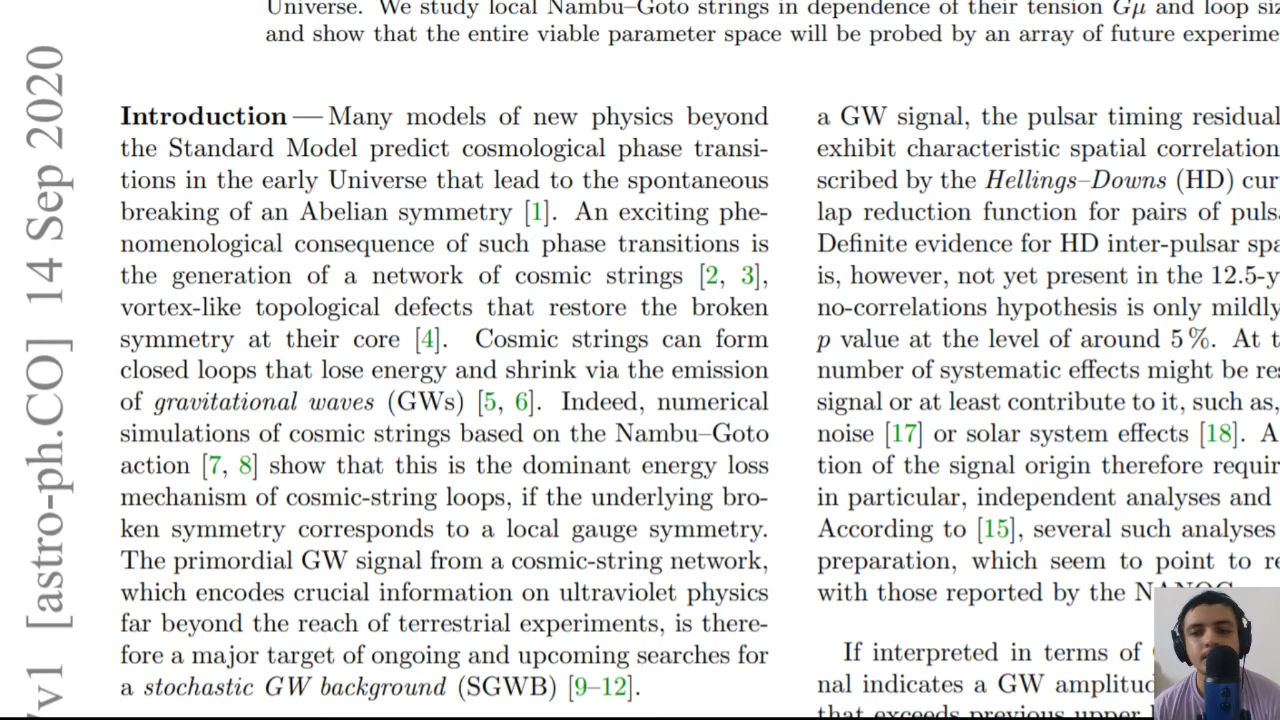 Universe. We study local Nambu–Goto strings in dependence of their tension Gμ and loop siz
and show that the entire viable parameter space will be probed by an array of future experime
7v1 [astro-ph.CO] 14 Sep 2020
Introduction — Many models of new physics beyond
the Standard Model predict cosmological phase transi-
tions in the early Universe that lead to the spontaneous
breaking of an Abelian symmetry [1]. An exciting phe-
nomenological consequence of such phase transitions is
the generation of a network of cosmic strings [2, 3],
vortex-like topological defects that restore the broken
symmetry at their core [4]. Cosmic strings can form
closed loops that lose energy and shrink via the emission
of gravitational waves (GWs) [5, 6]. Indeed, numerical
simulations of cosmic strings based on the Nambu–Goto
action [7, 8] show that this is the dominant energy loss
mechanism of cosmic-string loops, if the underlying bro-
ken symmetry corresponds to a local gauge symmetry.
The primordial GW signal from a cosmic-string network,
which encodes crucial information on ultraviolet physics
far beyond the reach of terrestrial experiments, is there-
fore a major target of ongoing and upcoming searches for
a stochastic GW background (SGWB) [9–12].
a GW signal, the pulsar timing residual
exhibit characteristic spatial correlation
scribed by the Hellings–Downs (HD) cur
lap reduction function for pairs of puls
Definite evidence for HD inter-pulsar spa
is, however, not yet present in the 12.5-y
no-correlations hypothesis is only mildly
p value at the level of around 5 %. At t
number of systematic effects might be res
signal or at least contribute to it, such as,
noise [17] or solar system effects [18]. A
tion of the signal origin therefore requir
in particular, independent analyses and
According to [15], several such analyses
preparation, which seem to point to re
with those reported by the
If interpreted in terms of
nal indicates a GW amplitud
that exceeds previous upper